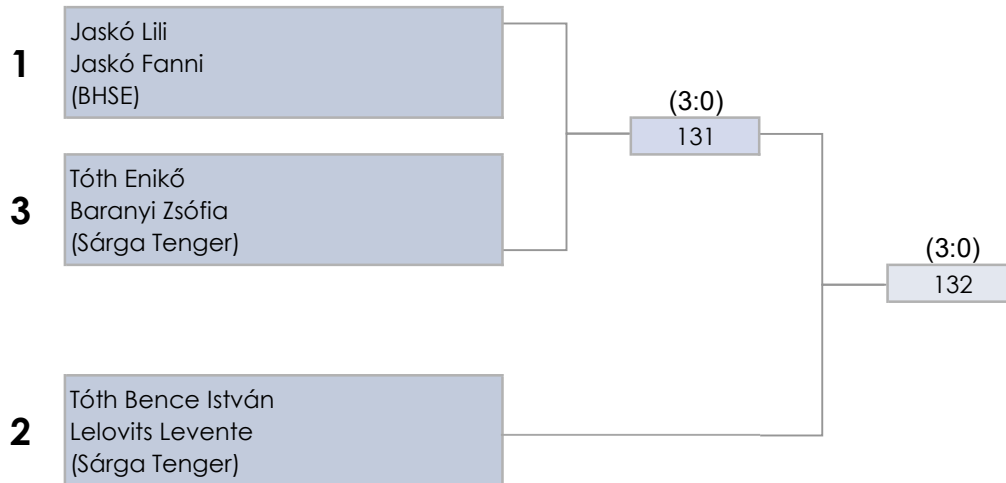 1
Jaskó Lili
Jaskó Fanni
(BHSE)
(3:0)
131
3
Tóth Enikő
Baranyi Zsófia
(Sárga Tenger)
(3:0)
132
2
Tóth Bence István
Lelovits Levente
(Sárga Tenger)